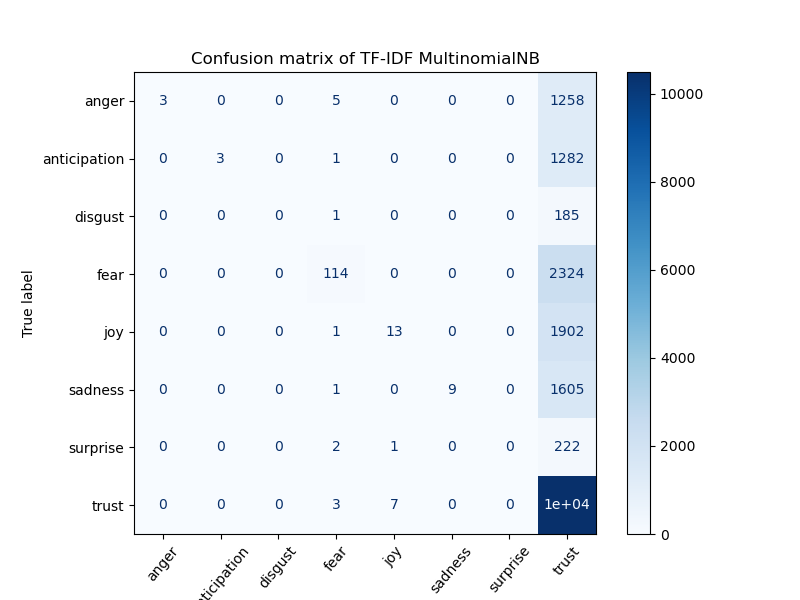 Confusion matrix of TF-IDF MultinomialNB
True label
anger 3 0 0 5 0 0 0 1258
anticipation 0 3 0 1 0 0 0 1282
disgust 0 0 0 1 0 0 0 185
fear 0 0 0 114 0 0 0 2324
joy 0 0 0 1 13 0 0 1902
sadness 0 0 0 1 0 9 0 1605
surprise 0 0 0 2 1 0 0 222
trust 0 0 0 3 7 0 0 1e+04
anger ticipation disgust fear joy sadness surprise trust
10000
8000
6000
4000
2000
0